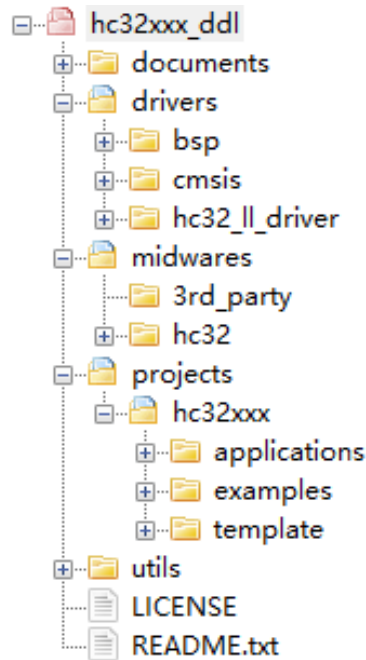 hc32xxx_ddl
documents
drivers
bsp
cmsis
hc32_ll_driver
midwares
3rd_party
hc32
projects
hc32xxx
applications
examples
template
utils
LICENSE
README.txt